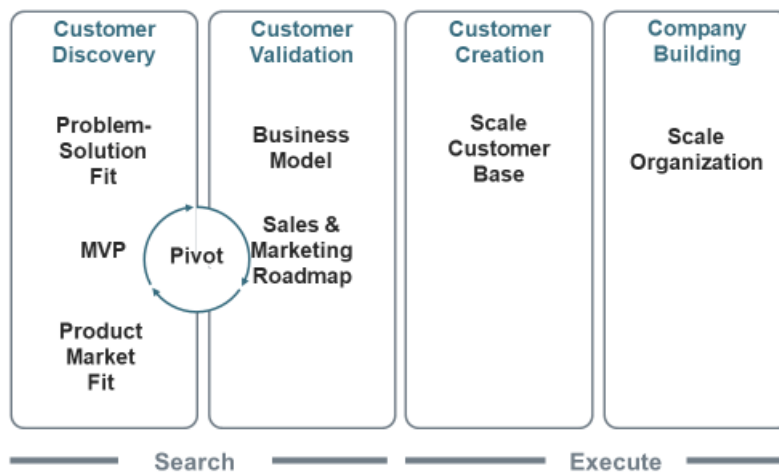 Customer
Discovery
Problem-
Solution
Fit
MVP
Product
Market
Fit
Pivot
Customer
Validation
Business
Model
Sales &
Marketing
Roadmap
Customer
Creation
Scale
Customer
Base
Company
Building
Scale
Organization
Search
Execute